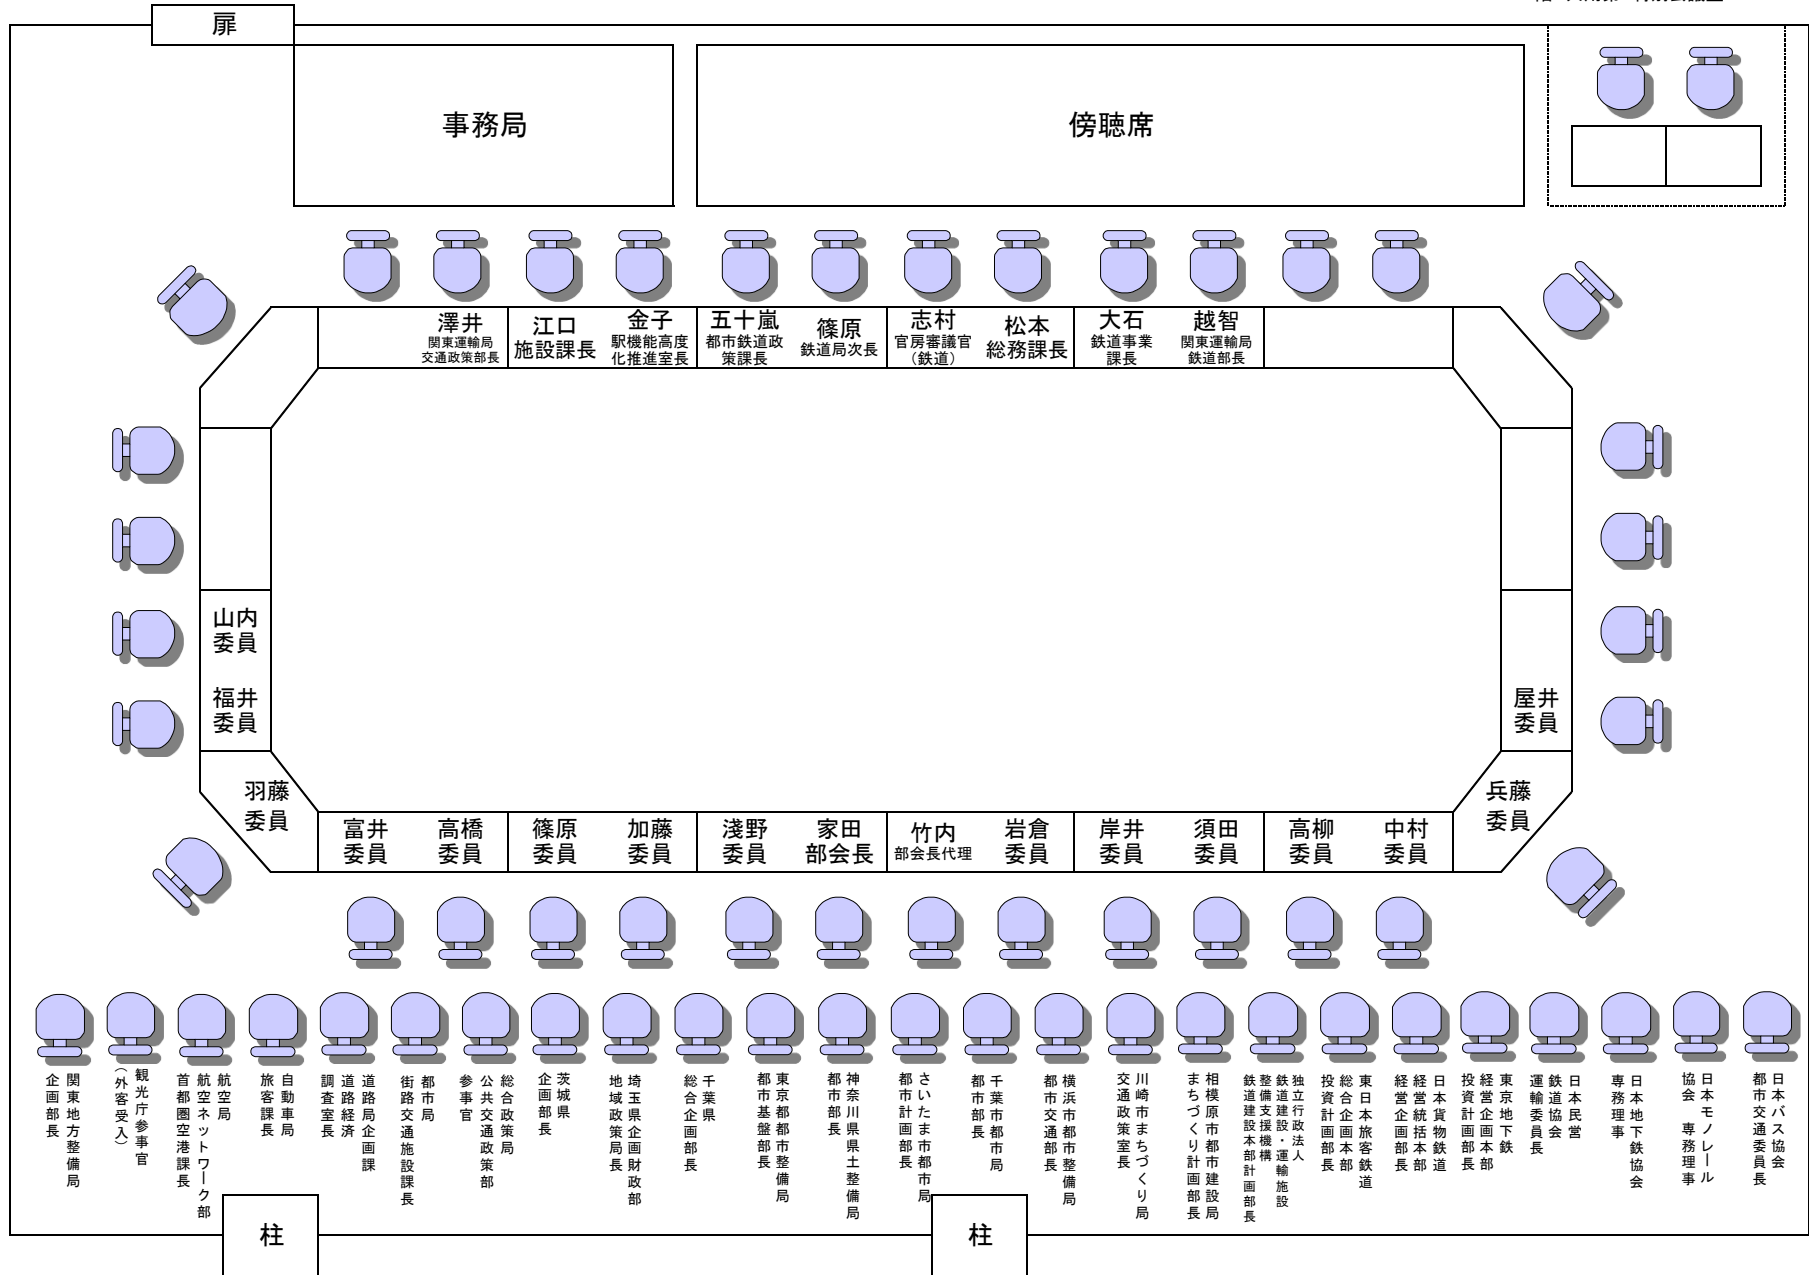 扉
事務局
傍聴席
澤井
関東運輸局
交通政策部長
江口
施設課長
金子
駅機能高度
化推進室長
五十嵐
都市鉄道政
策課長
篠原
鉄道局次長
志村
官房審議官
（鉄道）
松本
総務課長
大石
鉄道事業
課長
越智
関東運輸局
鉄道部長
山内
委員
福井
委員
羽藤
委員
屋井
委員
兵藤
委員
富井
委員
高橋
委員
篠原
委員
加藤
委員
淺野
委員
家田
部会長
竹内
部会長代理
岩倉
委員
岸井
委員
須田
委員
高柳
委員
中村
委員
関東地方整備局
企画部長
観光庁参事官
（外客受入）
航空局
航空ネットワーク部
首都圏空港課長
自動車局
旅客課長
道路局企画課
道路経済
調査室長
都市局
街路交通施設課長
総合政策局
公共交通政策部
参事官
茨城県
企画部長
埼玉県企画財政部
地域政策局長
千葉県
総合企画部長
東京都都市整備局
都市基盤部長
神奈川県県土整備局
都市部長
さいたま市都市局
都市計画部長
千葉市都市局
都市部長
横浜市都市整備局
都市交通部長
川崎市まちづくり局
交通政策室長
相模原市都市建設局
まちづくり計画部長
独立行政法人
鉄道建設・運輸施設
整備支援機構
鉄道建設本部計画部長
東日本旅客鉄道
総合企画本部
投資計画部長
日本貨物鉄道
経営統括本部
経営企画部長
東京地下鉄
経営企画本部
投資計画部長
日本民営
鉄道協会
運輸委員長
日本地下鉄協会
専務理事
日本モノレール
協会 専務理事
日本バス協会
都市交通委員長
柱
柱